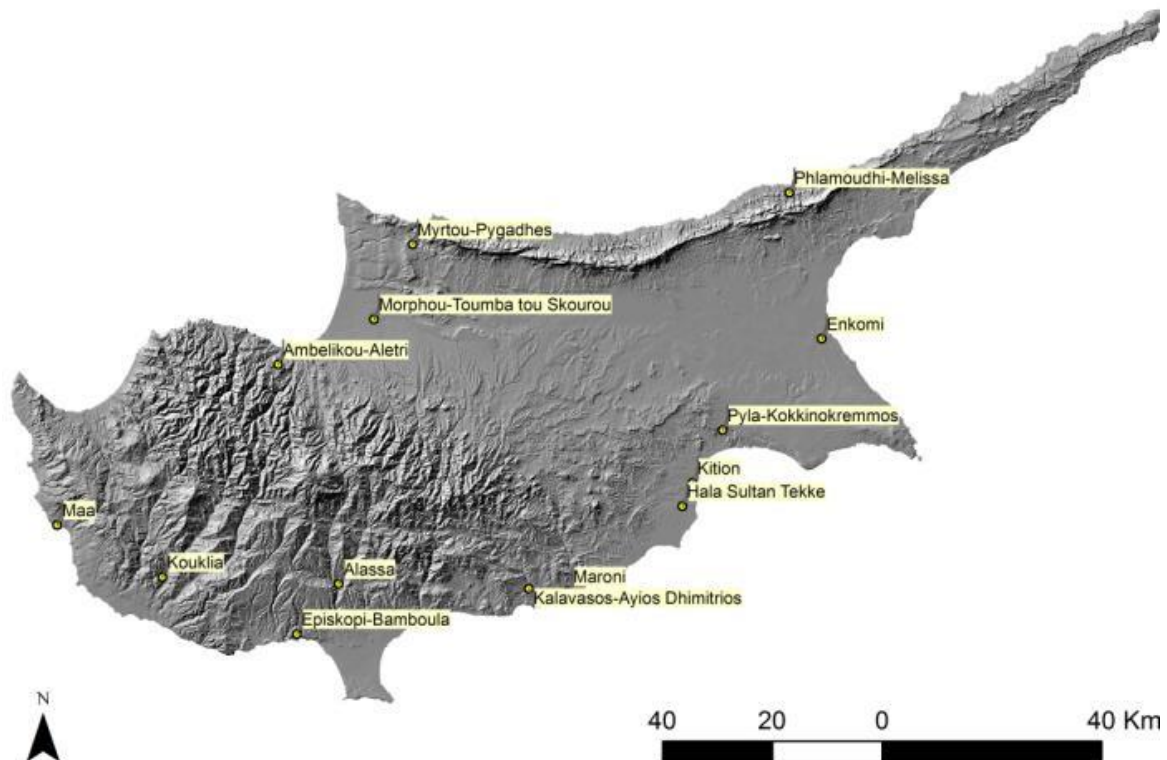 Phlamoudhi-Melissa
Myrtou-Pygadhes
Morphou-Toumba tou Skourou
Enkomi
Ambelikou-Aletri
Pyla-Kokkinokremmos
Kition
Hala Sultan Tekke
Maa
Kouklia
Alassa
Maroni
Kalavasos-Ayios Dhimitrios
Episkopi-Bamboula
N
40 20 0 40 Km